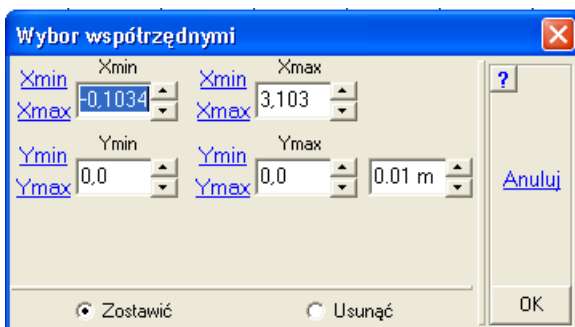 Wybor współrzędnymi
Xmin Xmin Xmin Xmax
Xmax -0,1034 Xmax 3,103
?
Ymin Ymin Ymin Ymax
Ymax 0,0 Ymax 0,0 0.01 m
Anuluj
Zostawić Usunąć OK